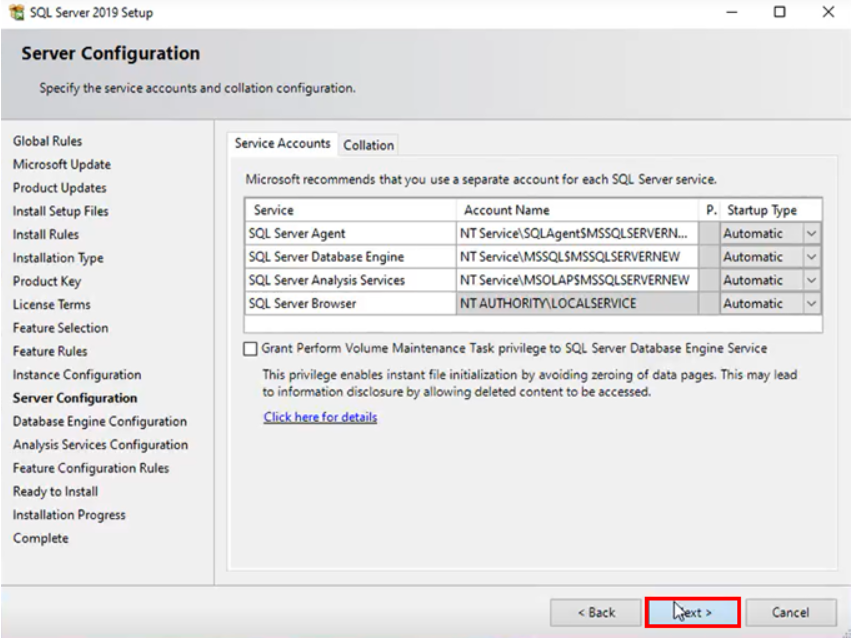 SQL Server 2019 Setup
Server Configuration
Specify the service accounts and collation configuration.
Global Rules
Microsoft Update
Product Updates
Install Setup Files
Install Rules
Installation Type
Product Key
License Terms
Feature Selection
Feature Rules
Instance Configuration
Server Configuration
Database Engine Configuration
Analysis Services Configuration
Feature Configuration Rules
Ready to Install
Installation Progress
Complete
Service Accounts Collation
Microsoft recommends that you use a separate account for each SQL Server service.
Service Account Name P. Startup Type
SQL Server Agent NT Service\SQLAgent$MSSQLSERVERN... Automatic
SQL Server Database Engine NT Service\MSSQL$MSSQLSERVERNEW Automatic
SQL Server Analysis Services NT Service\MSOLAP$MSSQLSERVERNEW Automatic
SQL Server Browser NT AUTHORITY\LOCALSERVICE Automatic
Grant Perform Volume Maintenance Task privilege to SQL Server Database Engine Service
This privilege enables instant file initialization by avoiding zeroing of data pages. This may lead
to information disclosure by allowing deleted content to be accessed.
Click here for details
< Back Next > Cancel